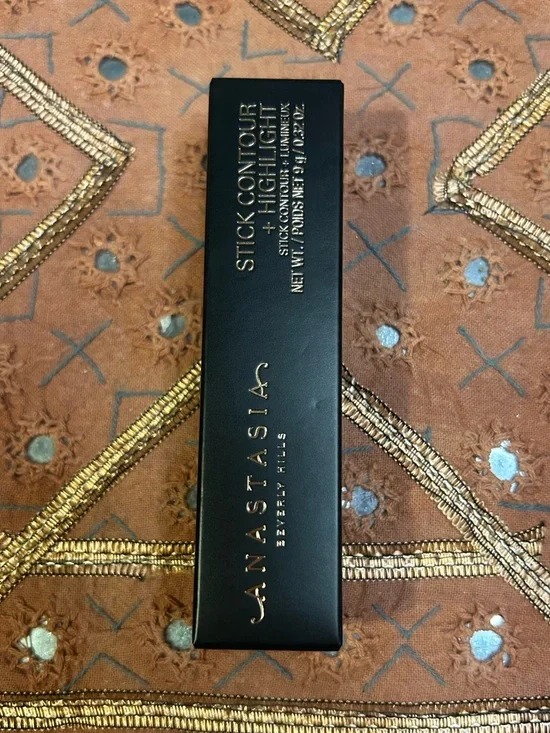 STICK CONTOUR
+ HIGHLIGHT
STICK CONTOUR + LUMINEUX
NET WT. / POIDS NET 9 g / 0.32 oz.
ANASTASIA
BEVERLY HILLS